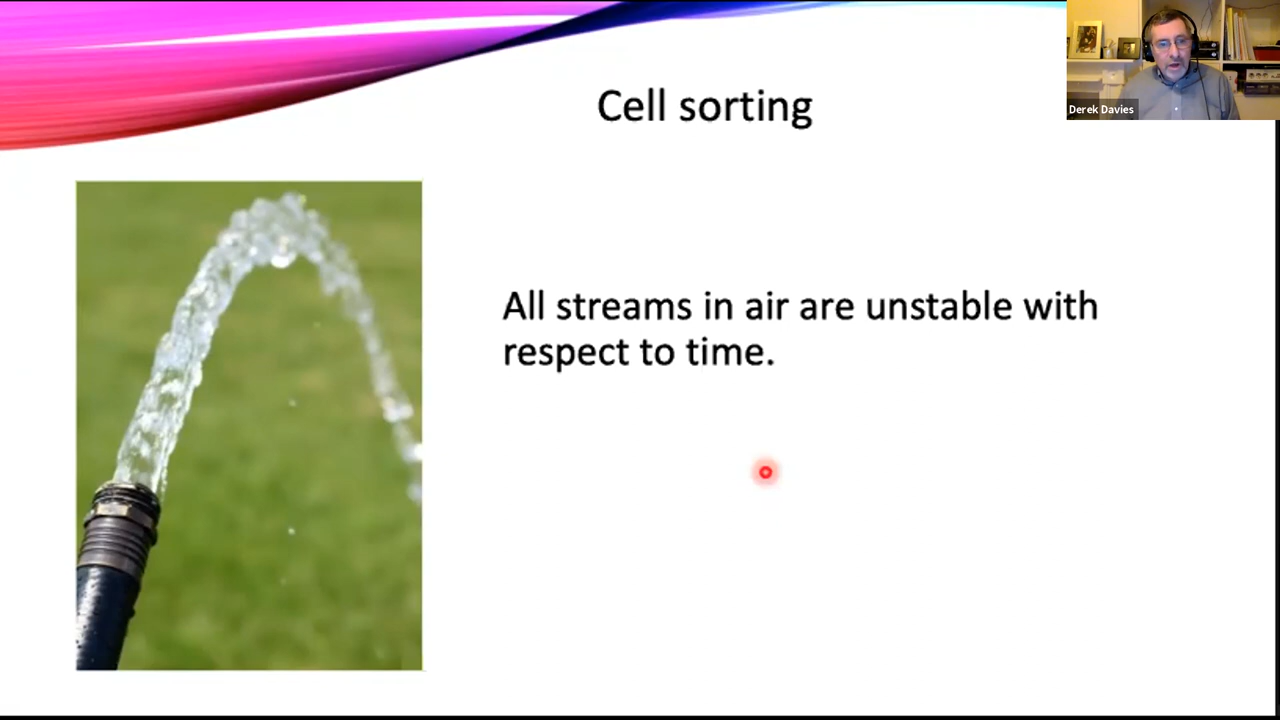 Cell sorting
Derek Davies
All streams in air are unstable with
respect to time.